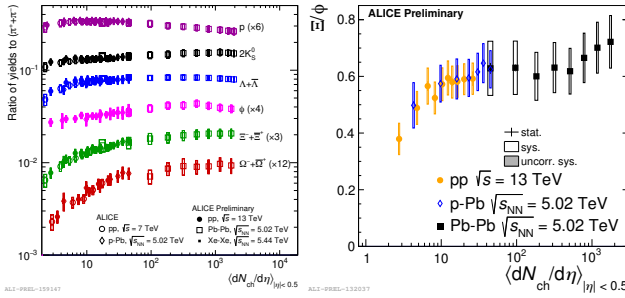 Ratio of yields to (π⁺+π⁻)
10⁻¹
10⁻²
10⁻³
p (×6)
2K⁰S
Λ+Λ̅
φ (×4)
Ξ⁻+Ξ̅⁺ (×3)
Ω⁻+Ω̅⁺ (×12)
ALICE
pp, √s = 7 TeV
p-Pb, √sNN = 5.02 TeV
ALICE Preliminary
pp, √s = 13 TeV
Pb-Pb, √sNN = 5.02 TeV
Xe-Xe, √sNN = 5.44 TeV
10 10² 10³ 10⁴
⟨dNch/dη⟩|η| < 0.5
ALI-PREL-159147
Ξ/φ
ALICE Preliminary
0.8
0.6
0.4
0.2
0
stat.
sys.
uncorr. sys.
pp √s = 13 TeV
p-Pb √sNN = 5.02 TeV
Pb-Pb √sNN = 5.02 TeV
1 10 10² 10³
⟨dNch/dη⟩|η| < 0.5
ALI-PREL-132037